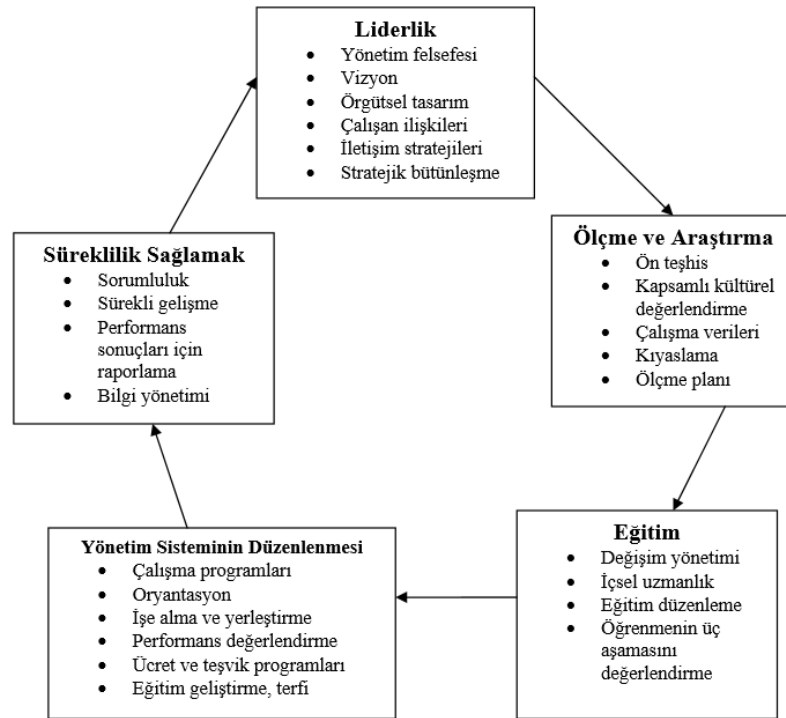 Liderlik
• Yönetim felsefesi
• Vizyon
• Örgütsel tasarım
• Çalışan ilişkileri
• İletişim stratejileri
• Stratejik bütünleşme
Ölçme ve Araştırma
• Ön teşhis
• Kapsamlı kültürel
değerlendirme
• Çalışma verileri
• Kıyaslama
• Ölçme planı
Eğitim
• Değişim yönetimi
• İçsel uzmanlık
• Eğitim düzenleme
• Öğrenmenin üç
aşamasını
değerlendirme
Yönetim Sisteminin Düzenlenmesi
• Çalışma programları
• Oryantasyon
• İşe alma ve yerleştirme
• Performans değerlendirme
• Ücret ve teşvik programları
• Eğitim geliştirme, terfi
Süreklilik Sağlamak
• Sorumluluk
• Sürekli gelişme
• Performans
sonuçları için
raporlama
• Bilgi yönetimi